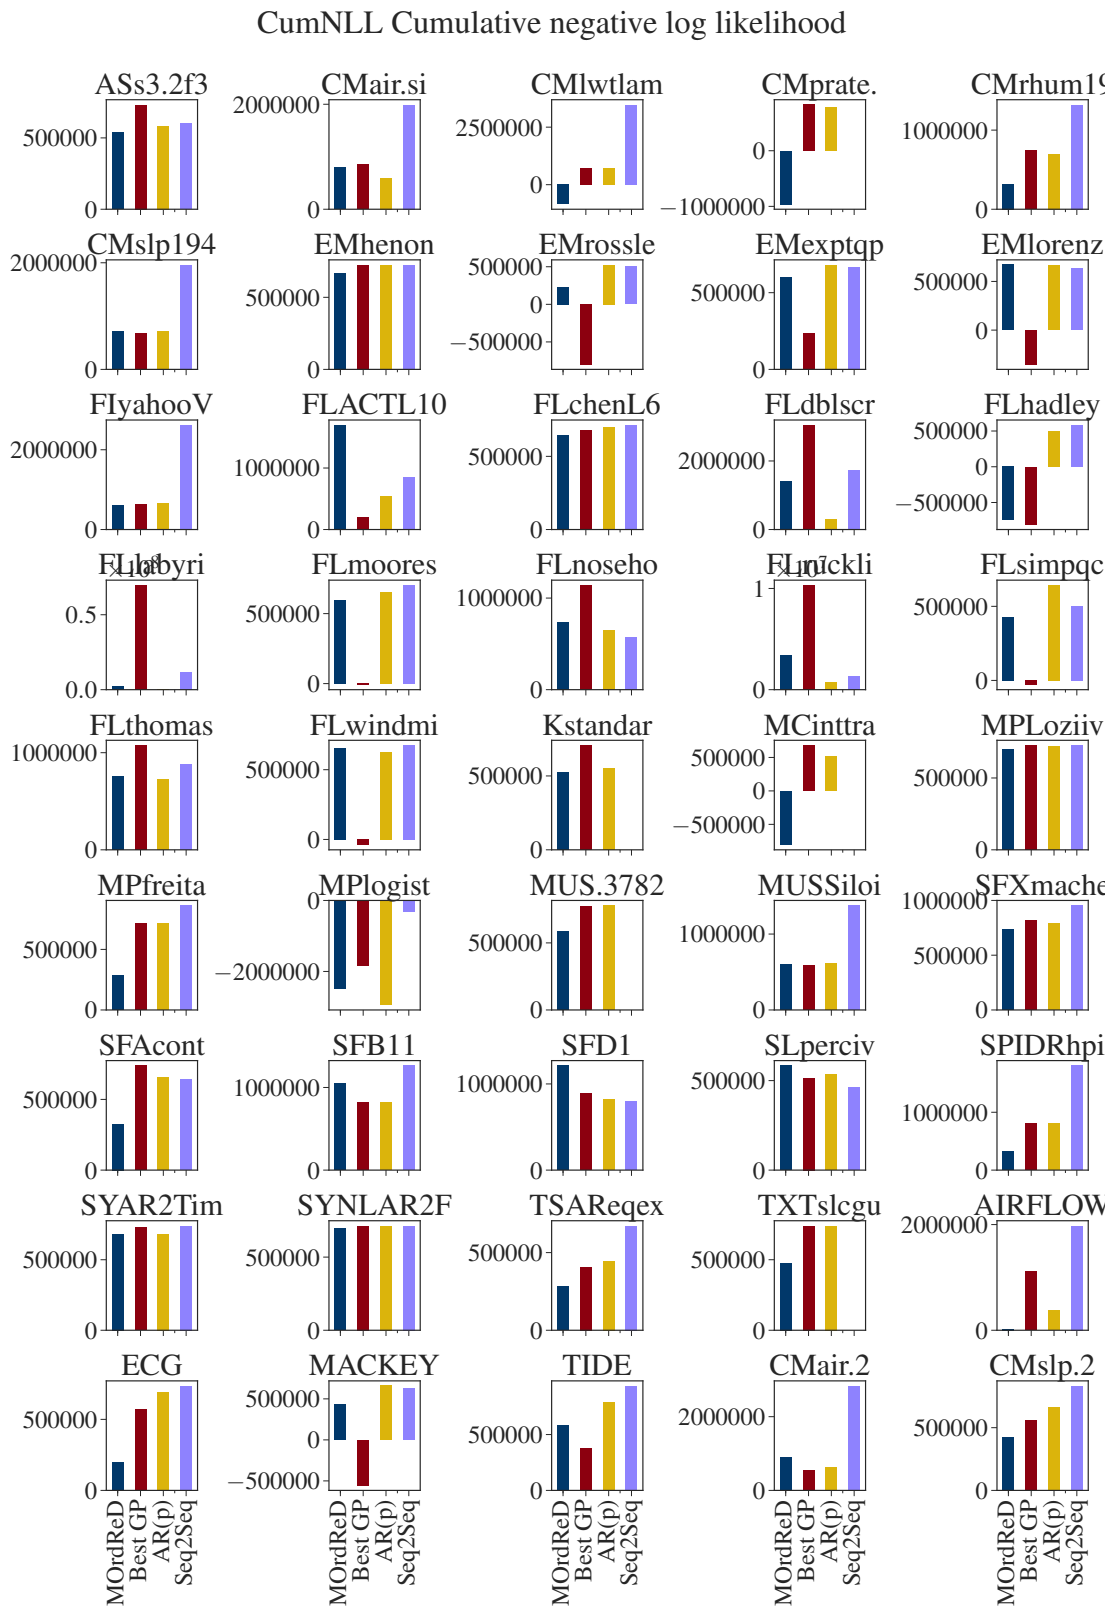 CumNLL Cumulative negative log likelihood
ASs3.2f3 CMair.si CMlwtlam CMprate. CMrhum19
500000 0 2000000 0 2500000 0 0 −1000000 1000000 0
CMslp194 EMhenon EMrossle EMexptqp EMlorenz
2000000 0 500000 0 500000 0 −500000 500000 0 500000 0
FIyahooV FLACTL10 FLchenL6 FLdblscr FLhadley
2000000 0 1000000 0 500000 0 2000000 0 500000 0 −500000
FLlabyri FLmoores FLnoseho FLruckli FLsimpqc
×10⁸ 0.5 0.0 500000 0 1000000 0 ×10⁷ 1 0 500000 0
FLthomas FLwindmi Kstandar MCinttra MPLoziiv
1000000 0 500000 0 500000 0 500000 0 −500000 500000 0
MPfreita MPlogist MUS.3782 MUSSiloi SFXmache
500000 0 0 −2000000 500000 0 1000000 0 1000000 500000 0
SFAcont SFB11 SFD1 SLperciv SPIDRhpi
500000 0 1000000 0 1000000 0 500000 0 1000000 0
SYAR2Tim SYNLAR2F TSAReqex TXTslcgu AIRFLOW
500000 0 500000 0 500000 0 500000 0 2000000 0
ECG MACKEY TIDE CMair.2 CMslp.2
500000 0 500000 0 −500000 500000 0 2000000 0 500000 0
MOrdReD Best GP AR(p) Seq2Seq MOrdReD Best GP AR(p) Seq2Seq MOrdReD Best GP AR(p) Seq2Seq MOrdReD Best GP AR(p) Seq2Seq MOrdReD Best GP AR(p) Seq2Seq